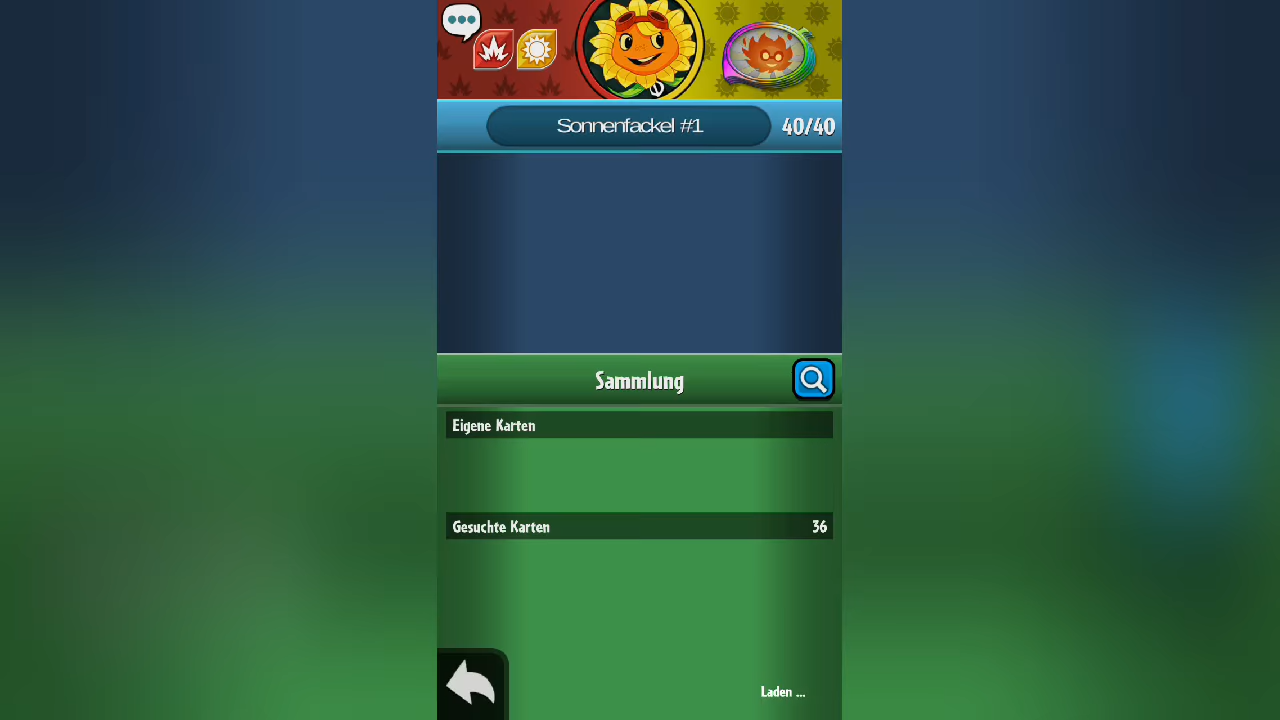 Sonnenfackel #1
40/40
Sammlung
Eigene Karten
Gesuchte Karten
36
Laden ...